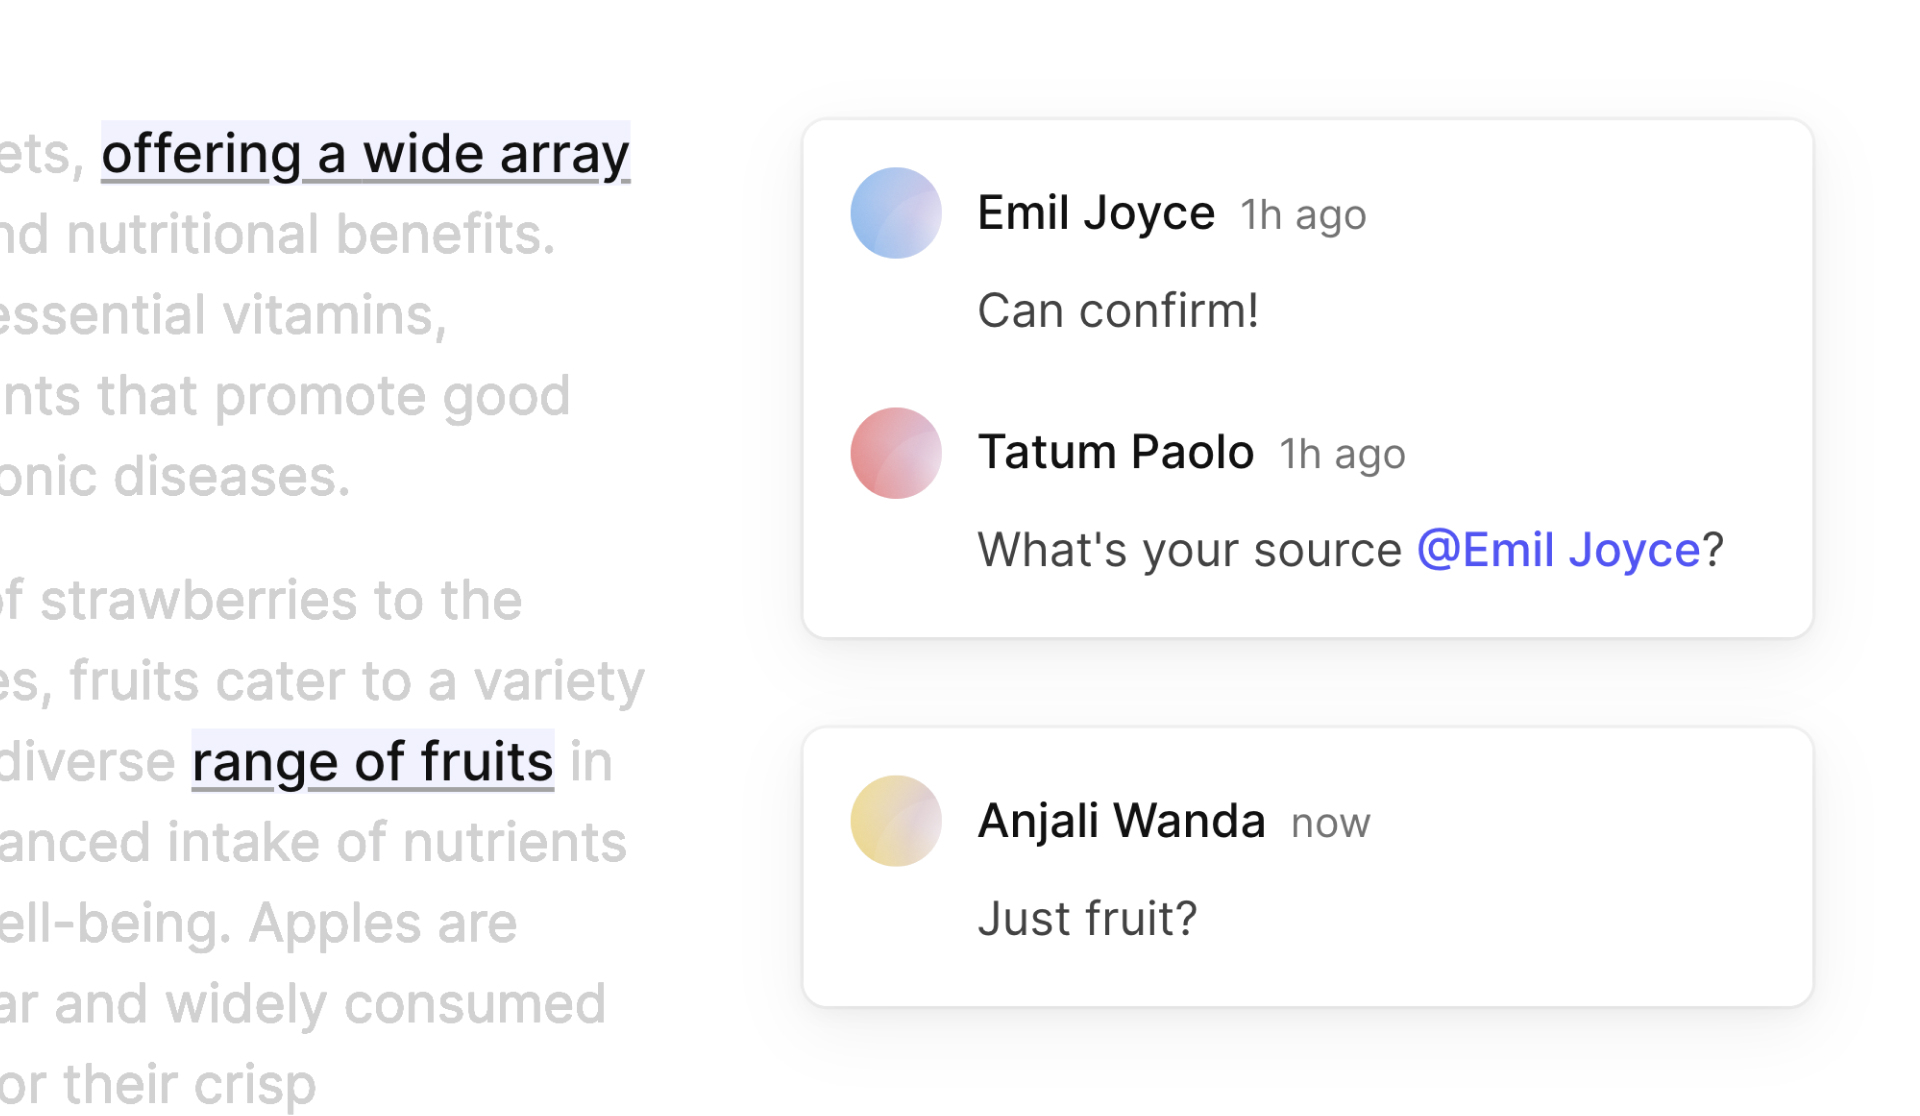 ets, offering a wide array
nd nutritional benefits.
essential vitamins,
nts that promote good
onic diseases.
of strawberries to the
es, fruits cater to a variety
diverse range of fruits in
anced intake of nutrients
ell-being. Apples are
ar and widely consumed
or their crisp
Emil Joyce 1h ago
Can confirm!
Tatum Paolo 1h ago
What's your source @Emil Joyce?
Anjali Wanda now
Just fruit?